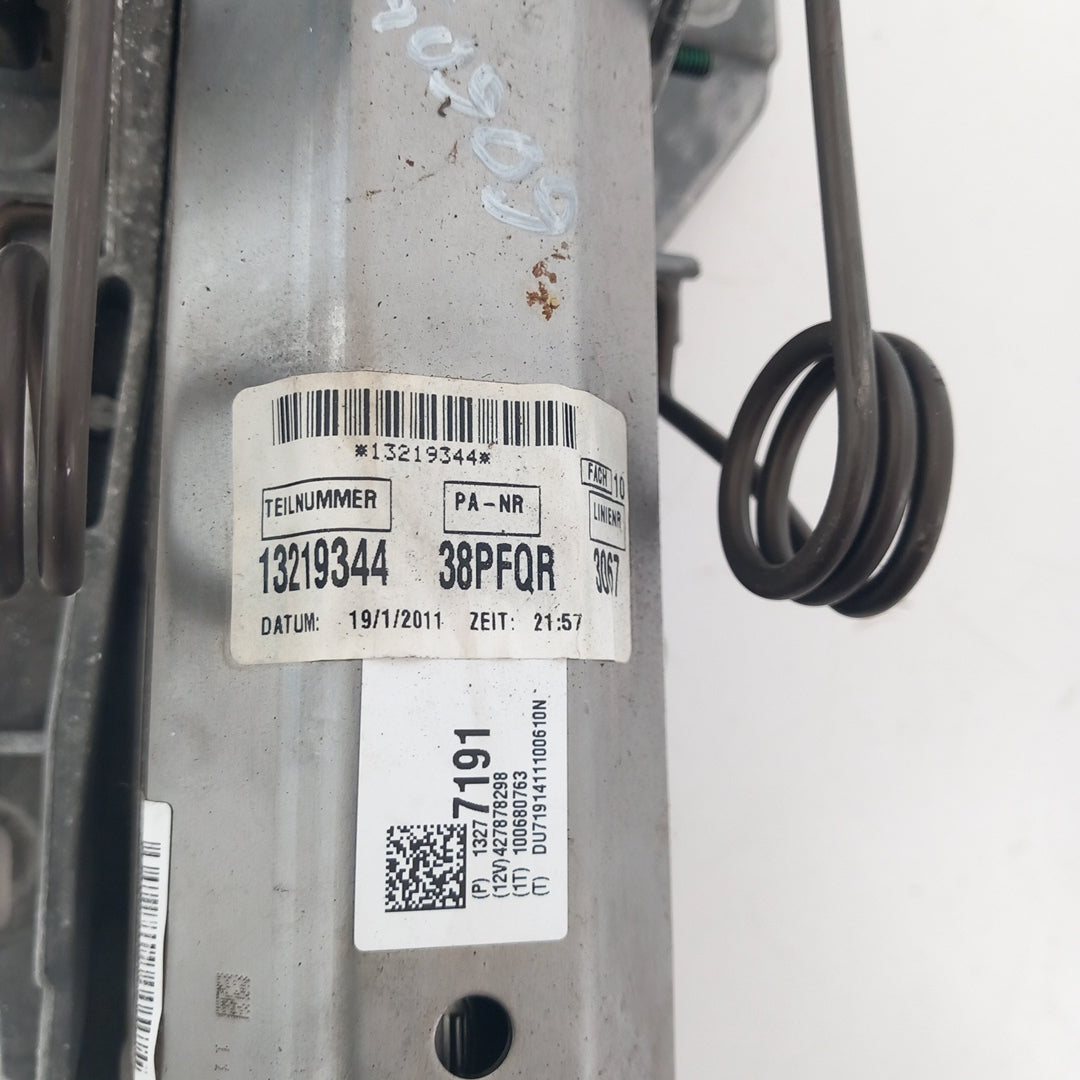 *13219344*
TEILNUMMER PA-NR FACH 10
LINIENR
13219344 38PFQR 3067
DATUM: 19/1/2011 ZEIT: 21:57
(P) 1327 7191
(12V) 427878298
(1T) 100680763
(T) DU7191411100610N